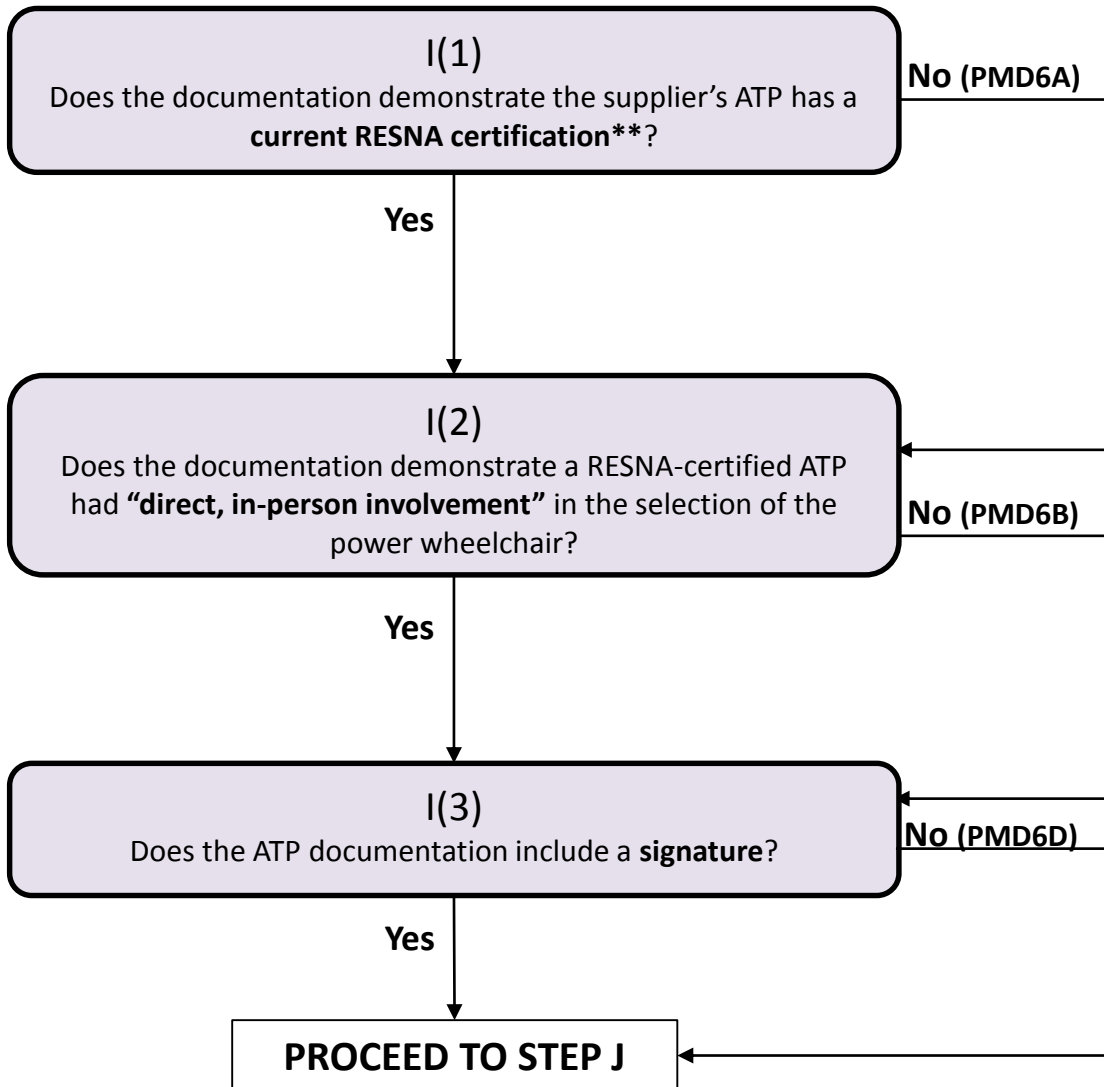 I(1)
Does the documentation demonstrate the supplier’s ATP has a
current RESNA certification**?
No (PMD6A)
Yes
I(2)
Does the documentation demonstrate a RESNA-certified ATP
had “direct, in-person involvement” in the selection of the
power wheelchair?
No (PMD6B)
Yes
I(3)
Does the ATP documentation include a signature?
No (PMD6D)
Yes
PROCEED TO STEP J